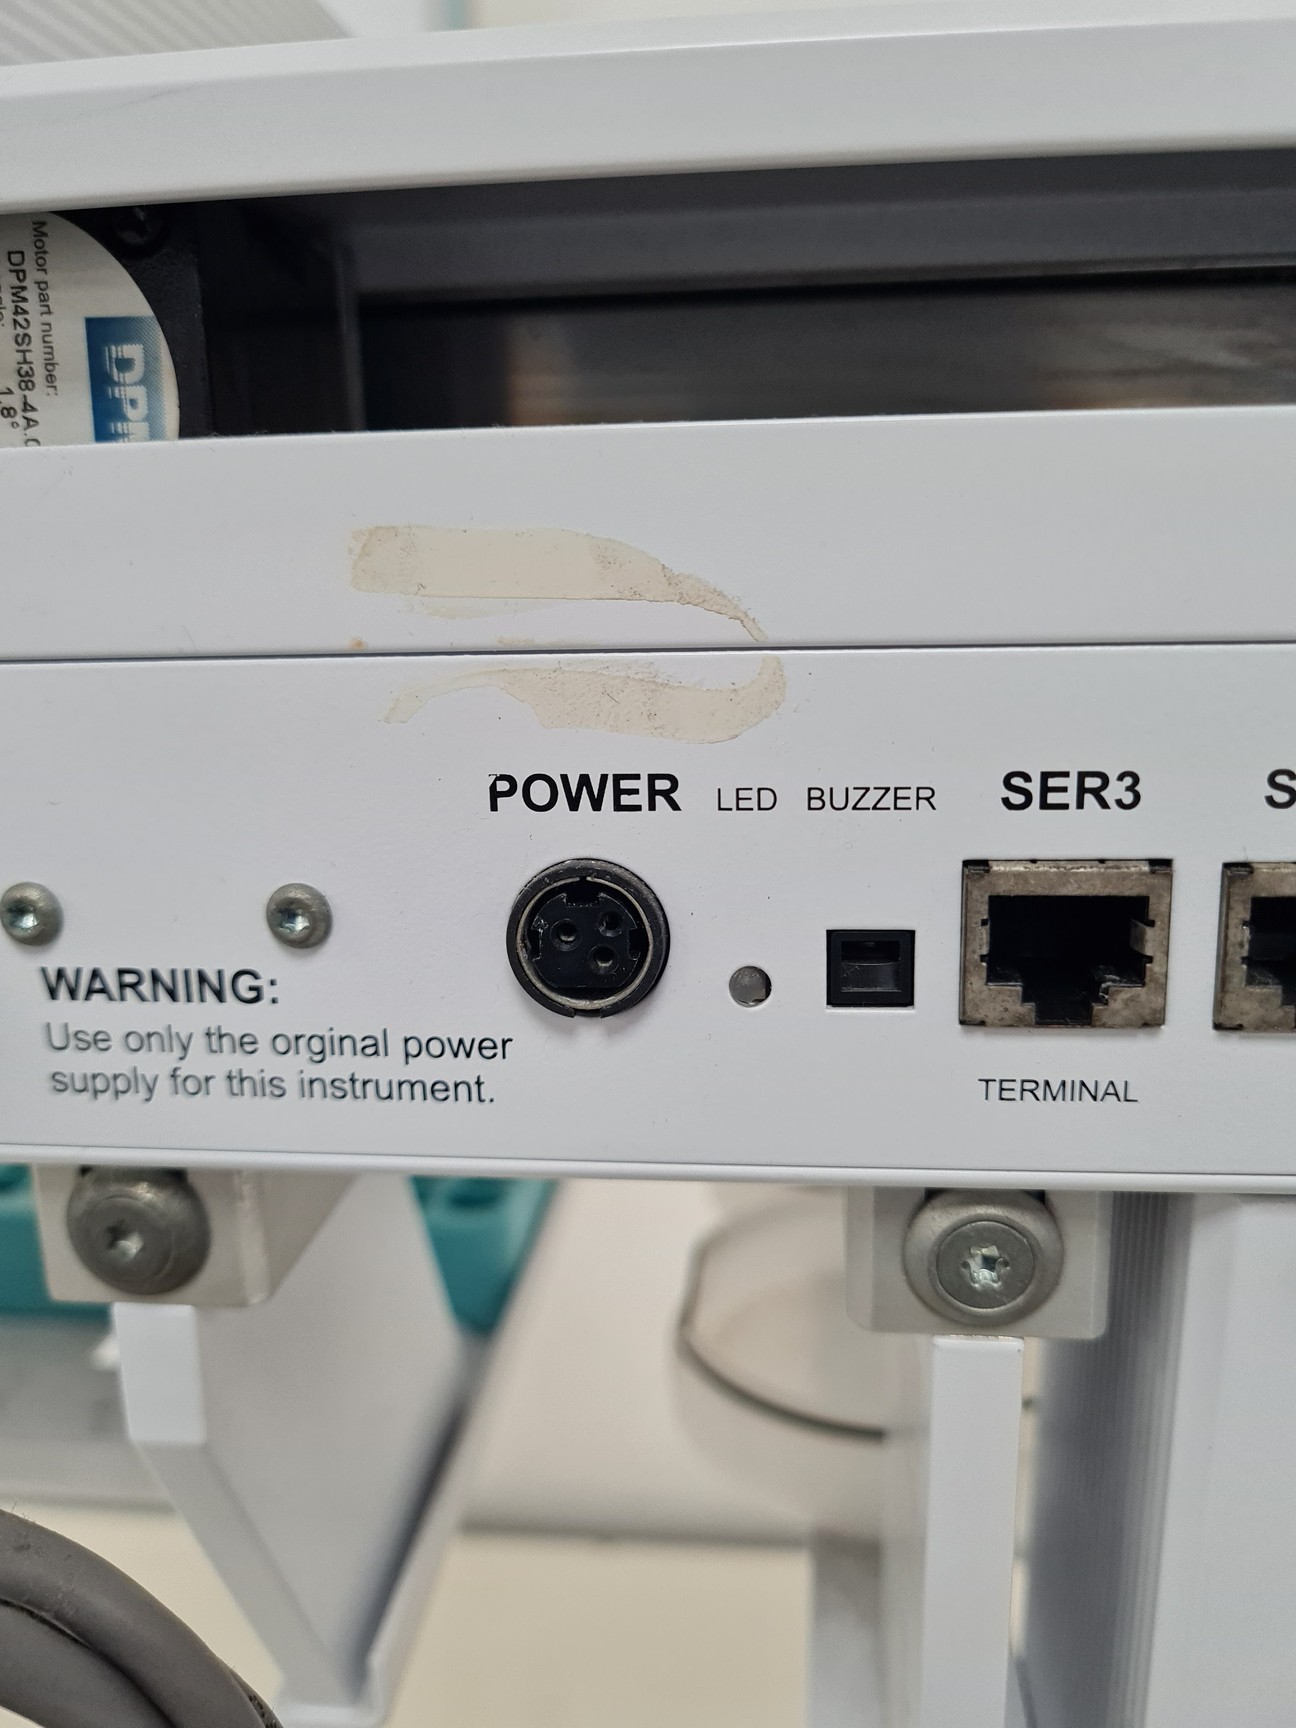 Motor part number:
DPM42SH38-4A.
1.8°
POWER
LED
BUZZER
SER3
WARNING:
Use only the orginal power
supply for this instrument.
TERMINAL